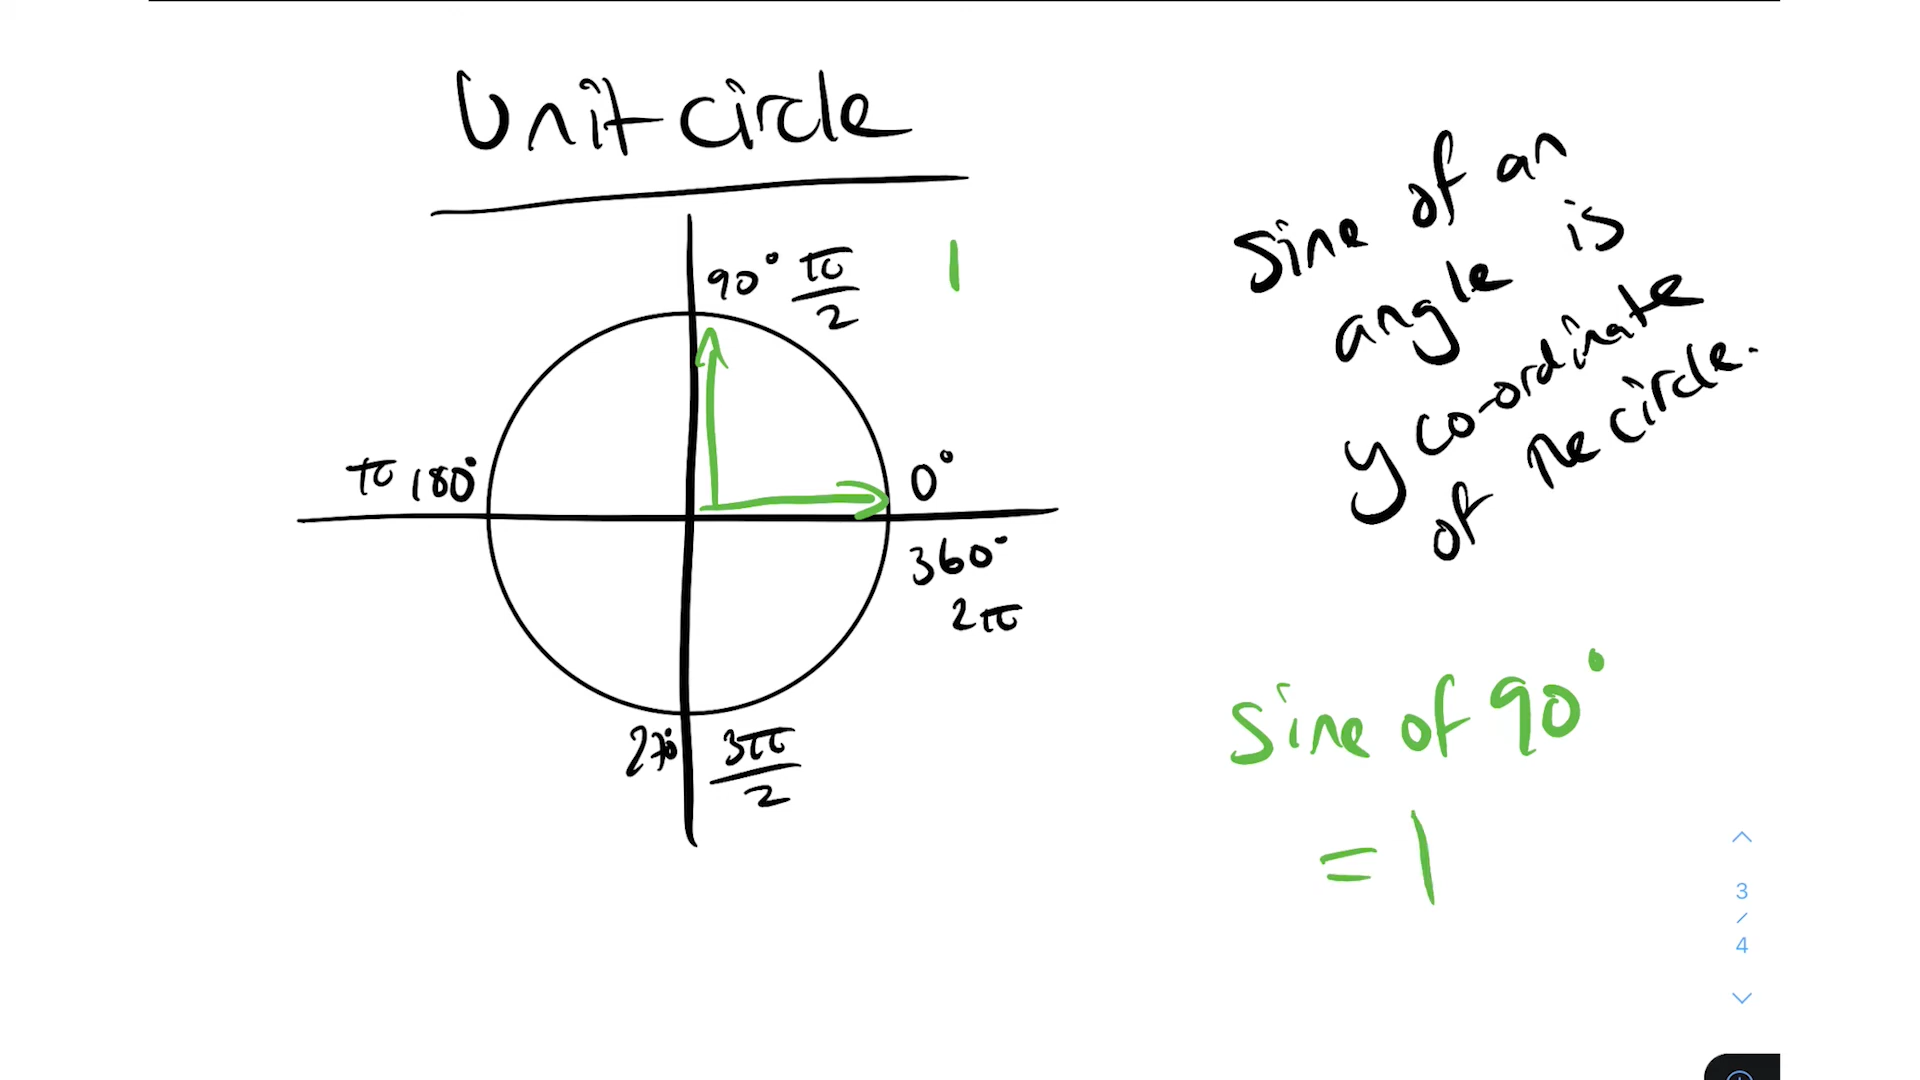 Unit circle
90° π/2
1
π 180°
0°
360°
2π
270° 3π/2
sine of an
angle is
y co-ordinate
of the circle.
sine of 90°
= 1
3
/
4